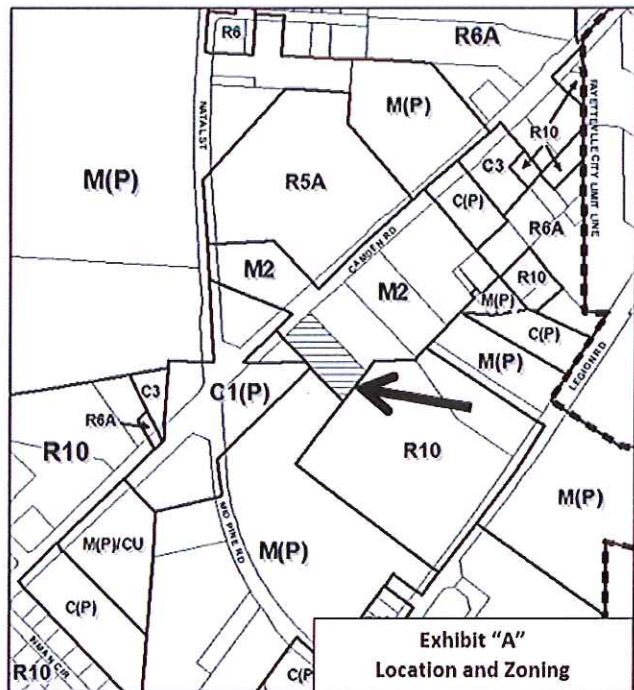 R6
R6A
M(P)
NATAL ST
R10
FAYETTEVILLE CITY LIMIT LINE
M(P)
R5A
C3
C(P)
R6A
CAMDEN RD
M2
M2
R10
M(P)
C(P)
M(P)
LEGION RD
C3
C1(P)
R6A
R10
R10
M(P)
M(P)/CU
MID PINE RD
M(P)
C(P)
R10
C(P
Exhibit "A"
Location and Zoning